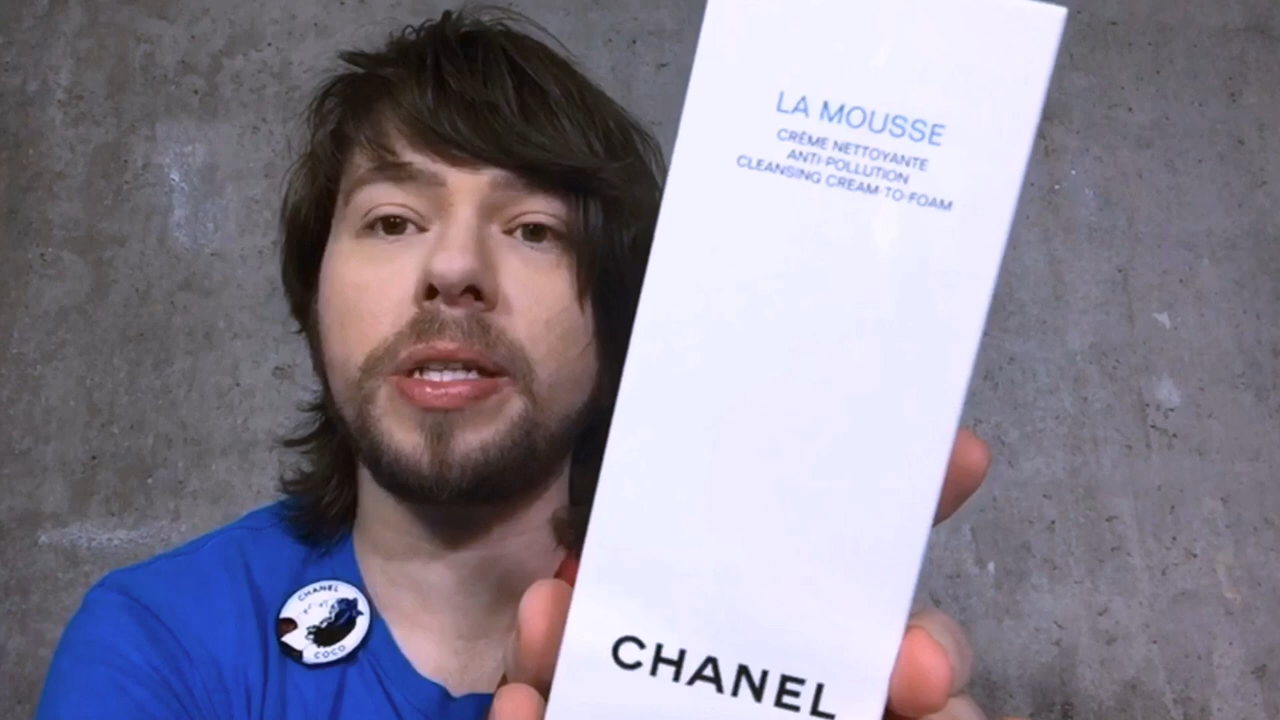 LA MOUSSE
CRÈME NETTOYANTE
ANTI-POLLUTION
CLEANSING CREAM-TO-FOAM
CHANEL
CHANEL
COCO